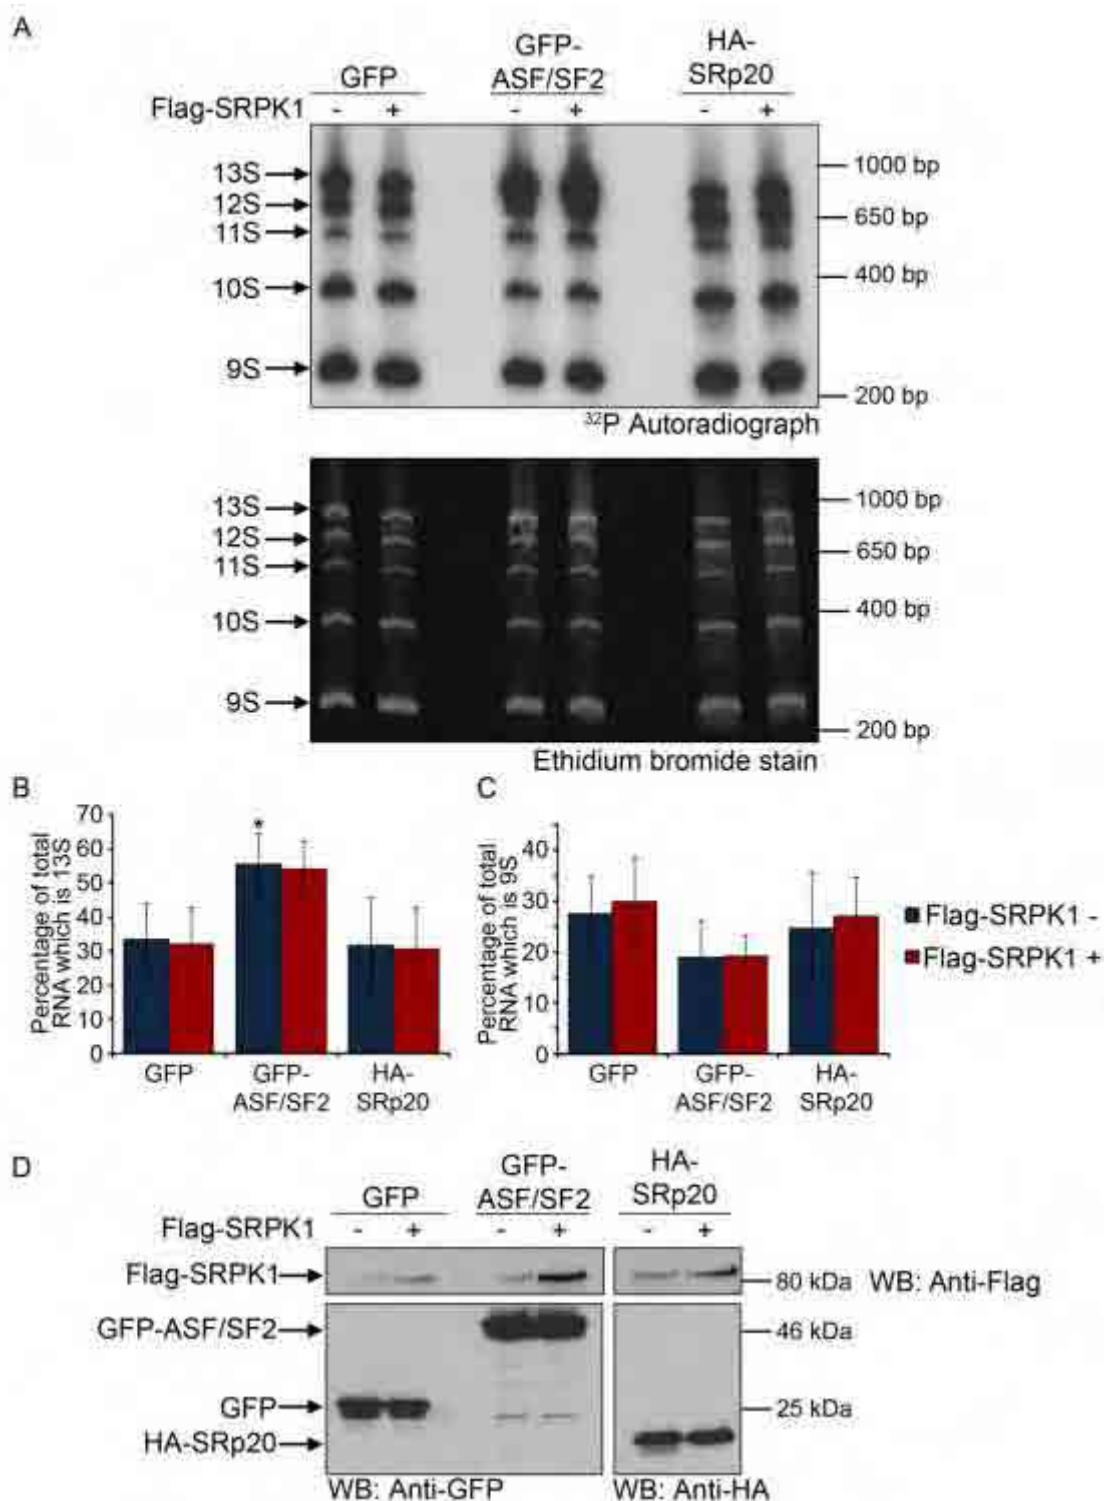 A
GFP
GFP-
ASF/SF2
HA-
SRp20
Flag-SRPK1 - + - + - +
13S
12S
11S
10S
9S
1000 bp
650 bp
400 bp
200 bp
32P Autoradiograph
13S
12S
11S
10S
9S
1000 bp
650 bp
400 bp
200 bp
Ethidium bromide stain
B
Percentage of total
RNA which is 13S
70
60
50
40
30
20
10
0
*
GFP
GFP-
ASF/SF2
HA-
SRp20
C
Percentage of total
RNA which is 9S
40
30
20
10
0
GFP
GFP-
ASF/SF2
HA-
SRp20
Flag-SRPK1 -
Flag-SRPK1 +
D
GFP
GFP-
ASF/SF2
HA-
SRp20
Flag-SRPK1 - + - + - +
Flag-SRPK1
80 kDa
WB: Anti-Flag
GFP-ASF/SF2
46 kDa
GFP
25 kDa
HA-SRp20
WB: Anti-GFP
WB: Anti-HA